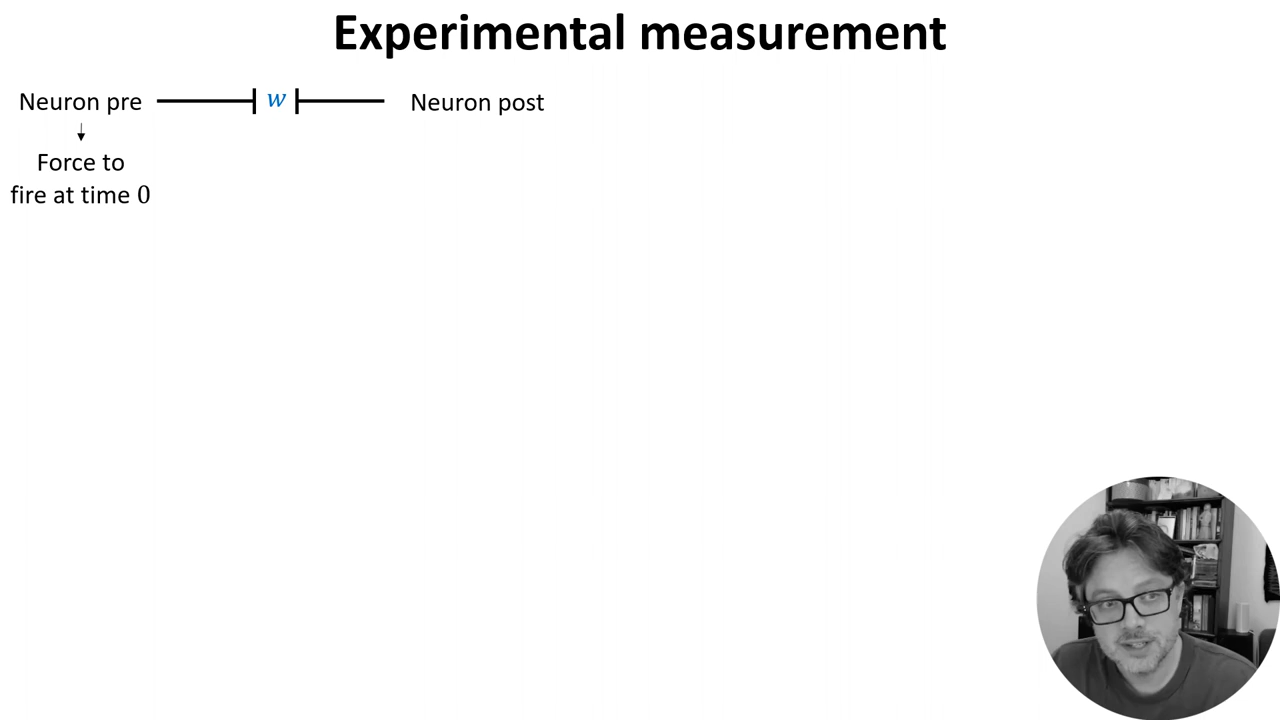 Experimental measurement
Neuron pre w Neuron post
Force to
fire at time 0